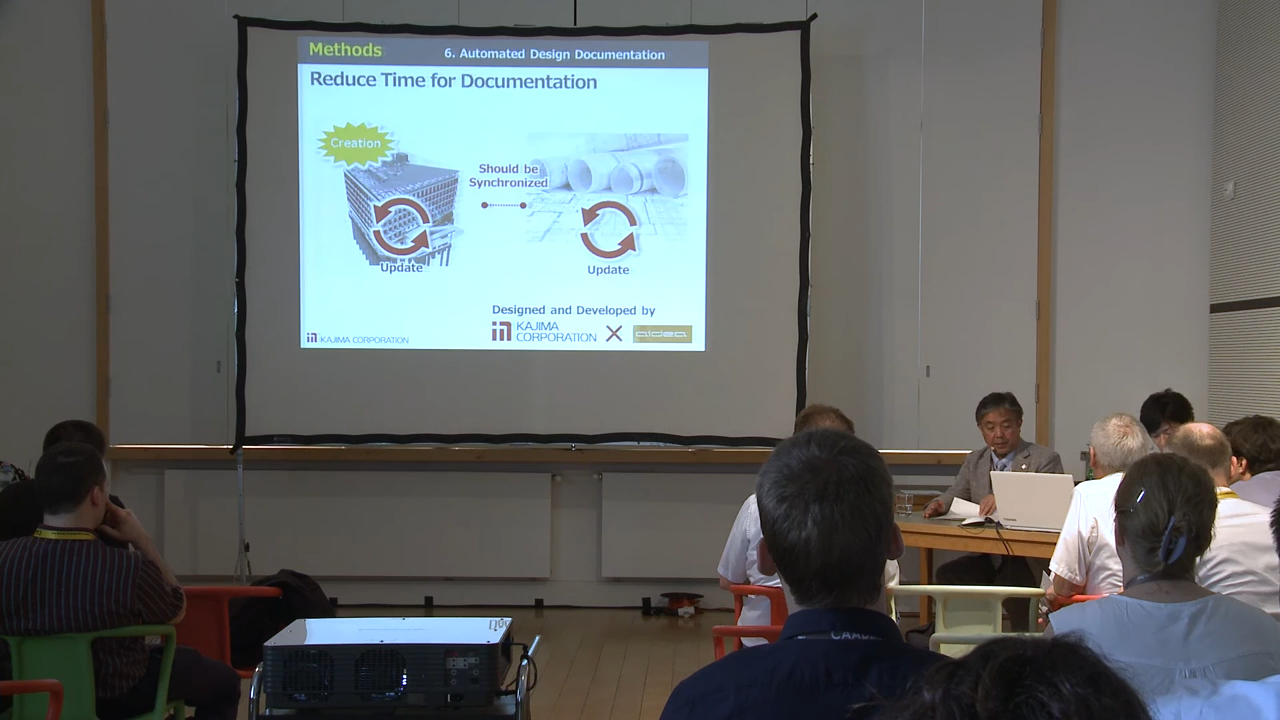 Methods
6. Automated Design Documentation
Reduce Time for Documentation
Creation
Should be
Synchronized
Update
Update
Designed and Developed by
KAJIMA
CORPORATION
KAJIMA CORPORATION